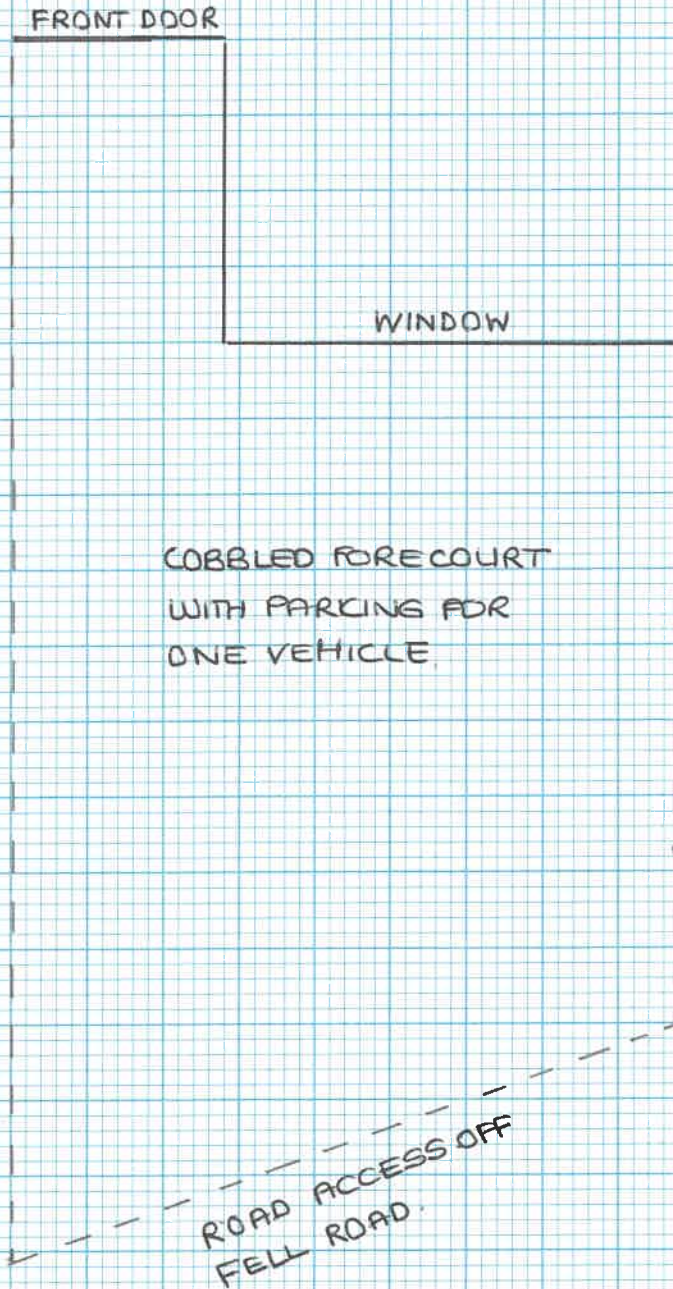 FRONT DOOR
WINDOW
COBBLED FORECOURT
WITH PARKING FOR
ONE VEHICLE.
ROAD ACCESS OFF
FELL ROAD.